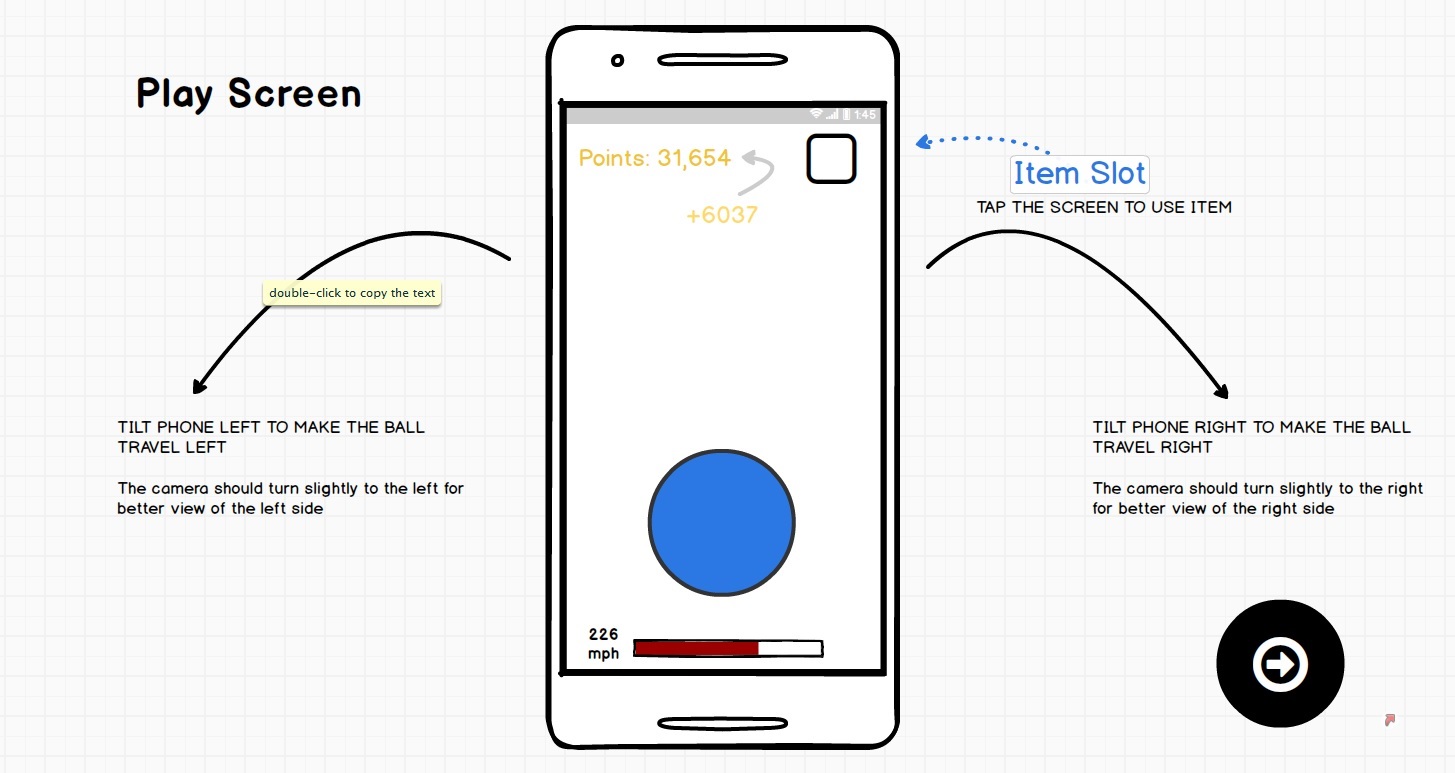 Play Screen
1:45
Points: 31,654
+6037
Item Slot
TAP THE SCREEN TO USE ITEM
double-click to copy the text
TILT PHONE LEFT TO MAKE THE BALL
TRAVEL LEFT
The camera should turn slightly to the left for
better view of the left side
TILT PHONE RIGHT TO MAKE THE BALL
TRAVEL RIGHT
The camera should turn slightly to the right
for better view of the right side
226
mph